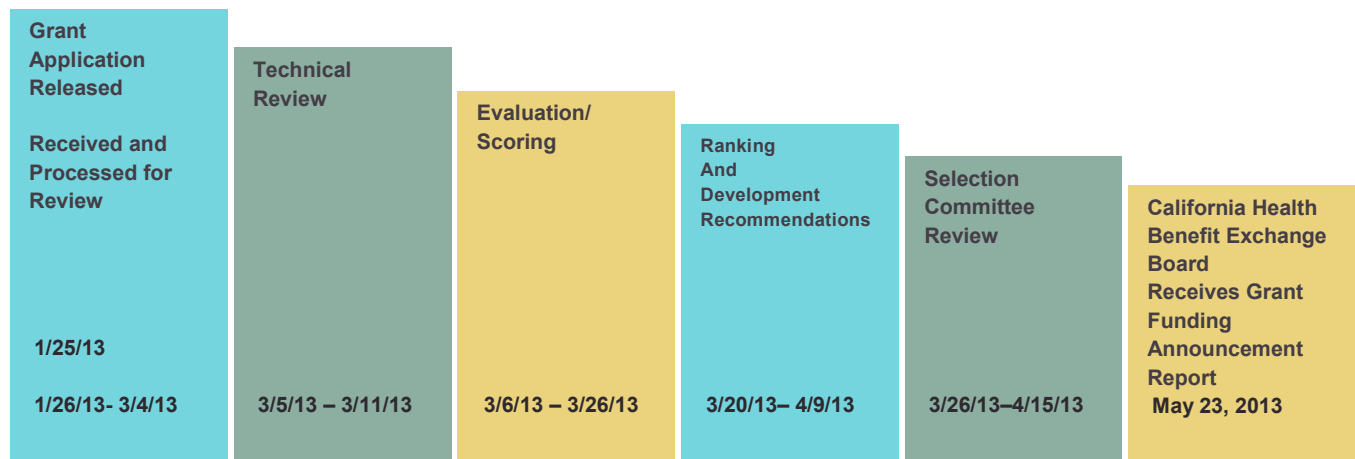 Grant
Application
Released
Received and
Processed for
Review
1/25/13
1/26/13- 3/4/13
Technical
Review
3/5/13 – 3/11/13
Evaluation/
Scoring
3/6/13 – 3/26/13
Ranking
And
Development
Recommendations
3/20/13– 4/9/13
Selection
Committee
Review
3/26/13–4/15/13
California Health
Benefit Exchange
Board
Receives Grant
Funding
Announcement
Report
May 23, 2013